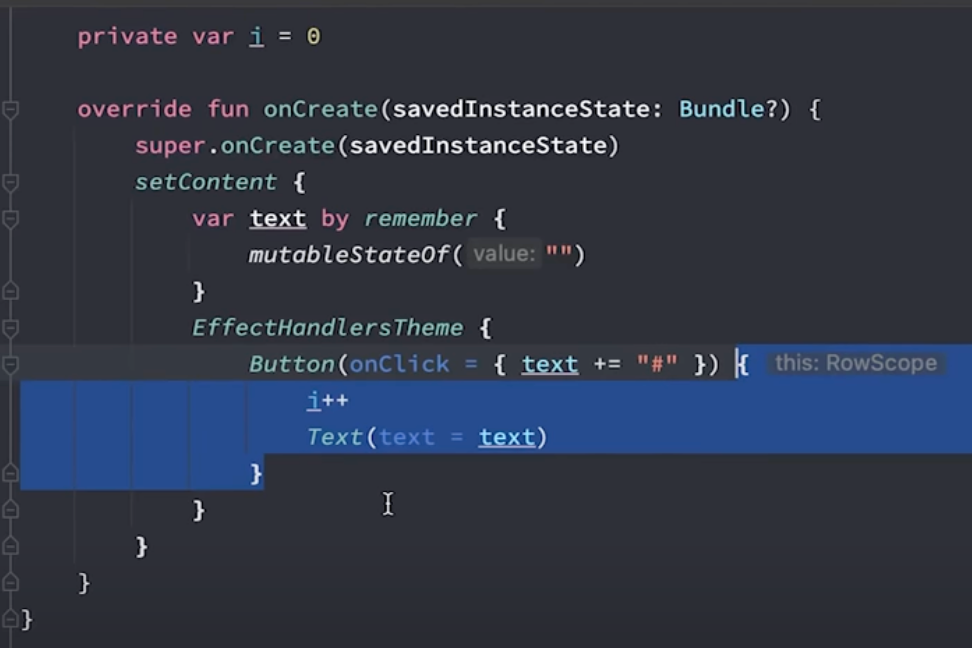 private var i = 0
override fun onCreate(savedInstanceState: Bundle?) {
super.onCreate(savedInstanceState)
setContent {
var text by remember {
mutableStateOf( value: "")
}
EffectHandlersTheme {
Button(onClick = { text += "#" }) { this: RowScope
i++
Text(text = text)
}
}
}
}
}